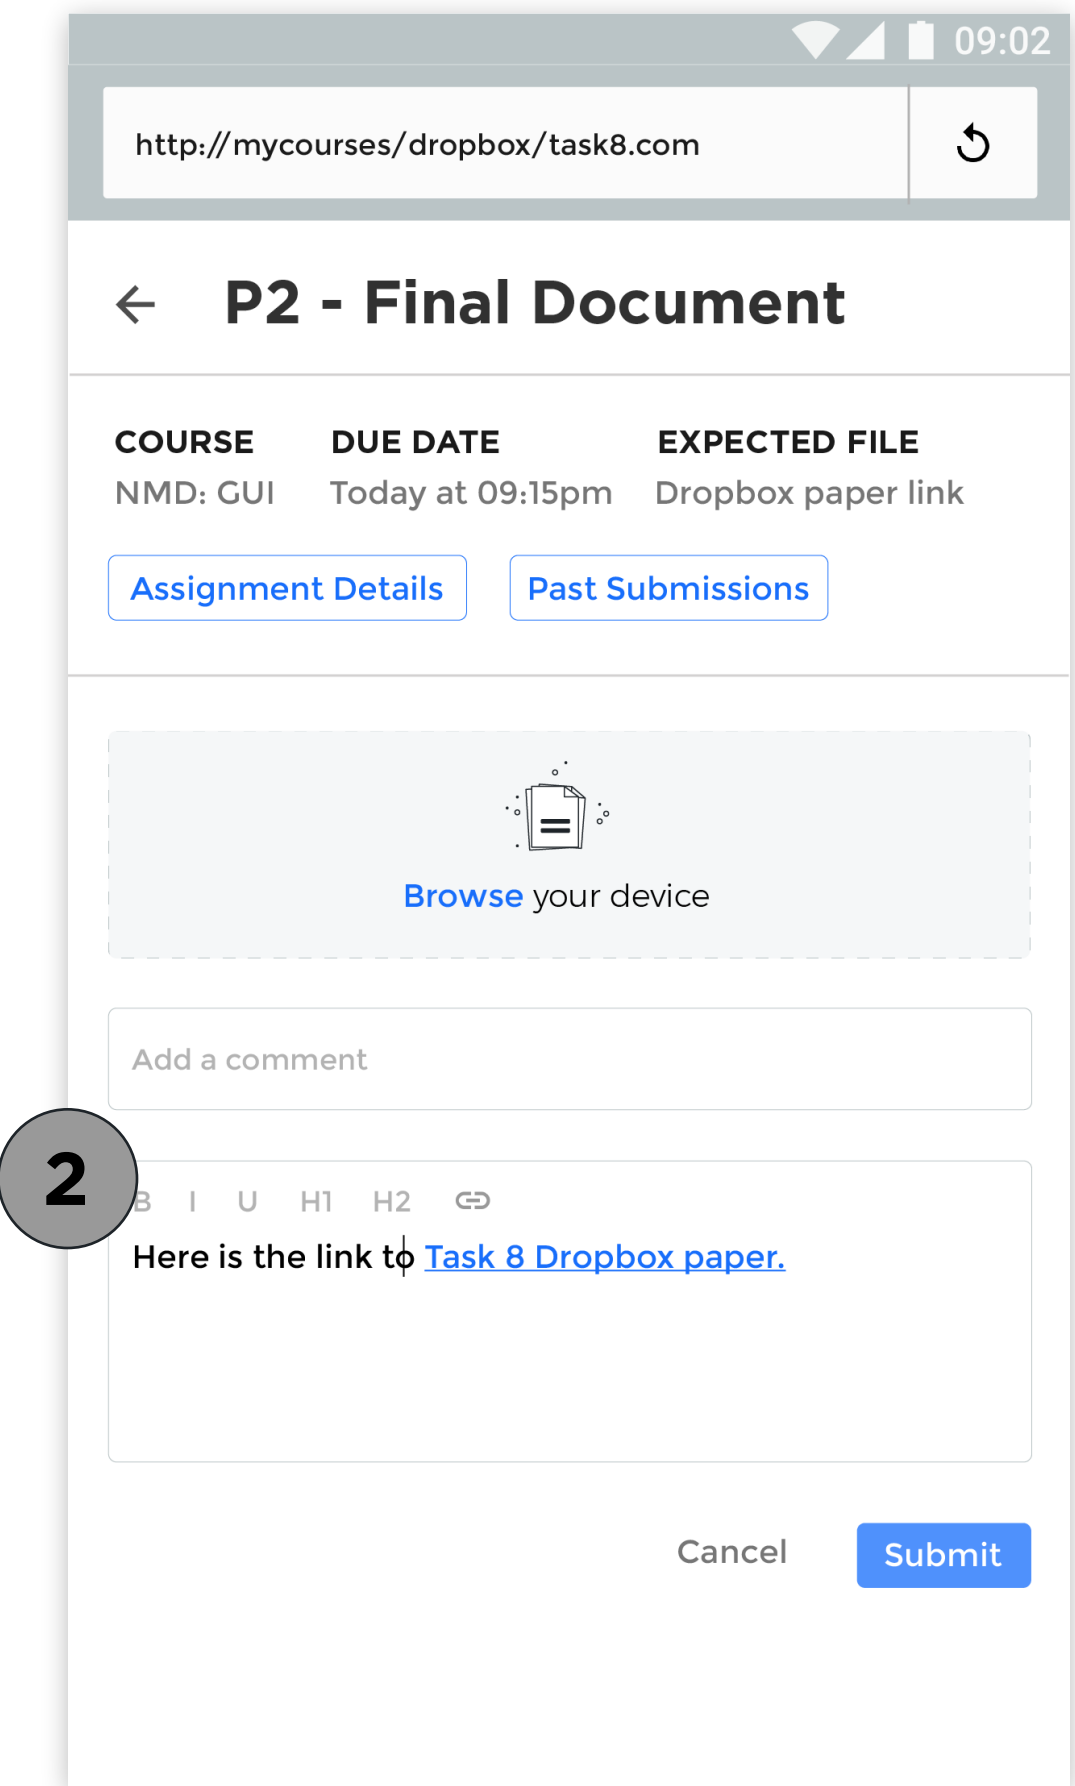 09:02
http://mycourses/dropbox/task8.com
P2 - Final Document
COURSE DUE DATE EXPECTED FILE
NMD: GUI Today at 09:15pm Dropbox paper link
Assignment Details Past Submissions
Browse your device
Add a comment
2
B I U H1 H2
Here is the link to Task 8 Dropbox paper.
Cancel Submit